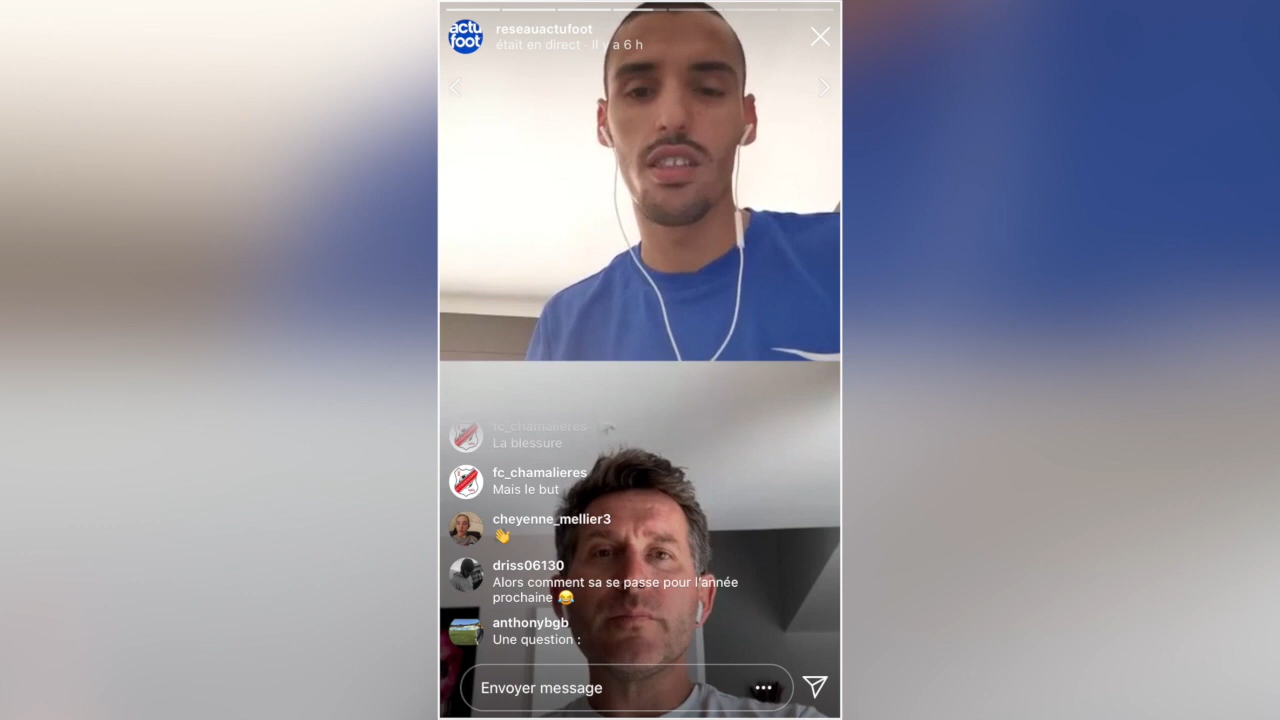 actu
foot
reseauactufoot
était en direct · Il y a 6 h
fc_chamalieres
La blessure
fc_chamalieres
Mais le but
cheyenne_mellier3
👋
driss06130
Alors comment sa se passe pour l'année
prochaine 😂
anthonybgb
Une question :
Envoyer message